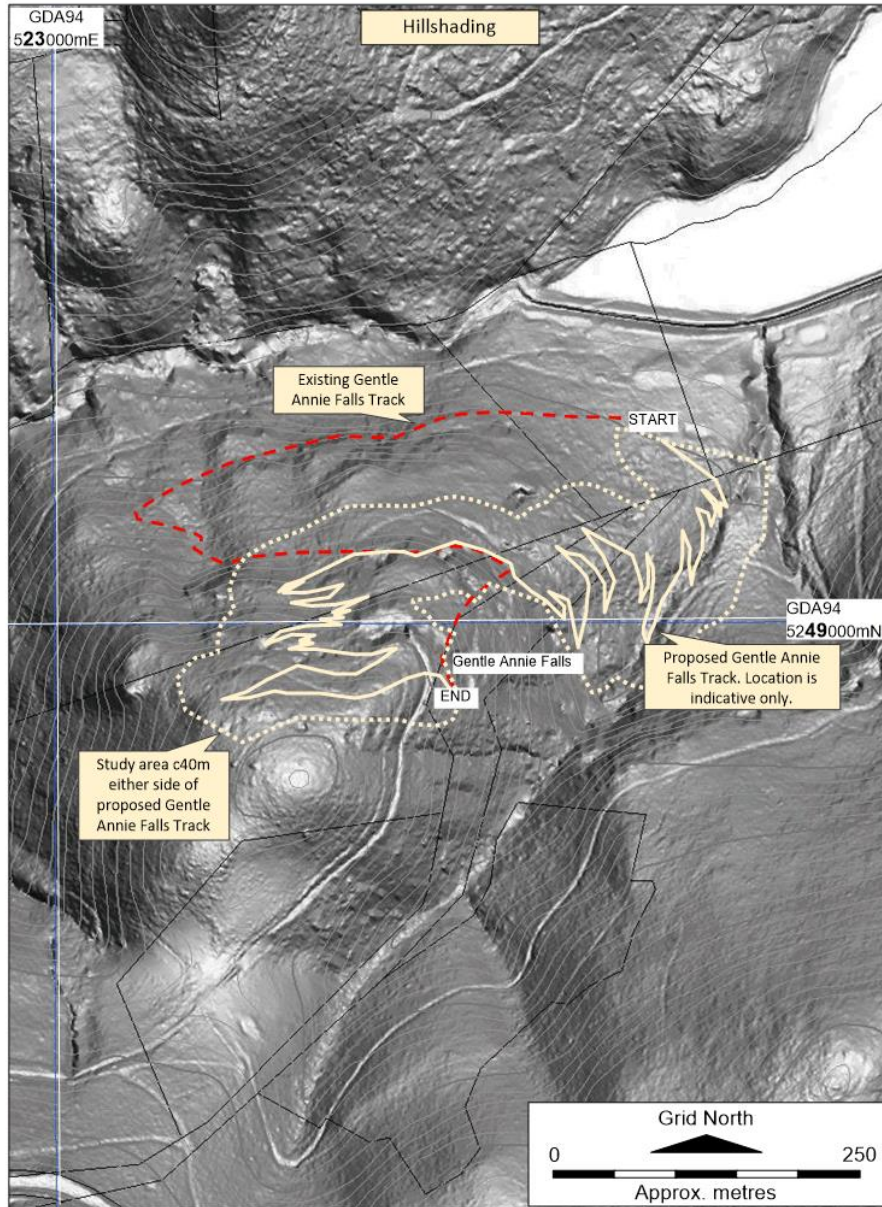 GDA94
523000mE
Hillshading
Existing Gentle
Annie Falls Track
START
GDA94
5249000mN
Gentle Annie Falls
END
Proposed Gentle Annie
Falls Track. Location is
indicative only.
Study area c40m
either side of
proposed Gentle
Annie Falls Track
Grid North
0
250
Approx. metres